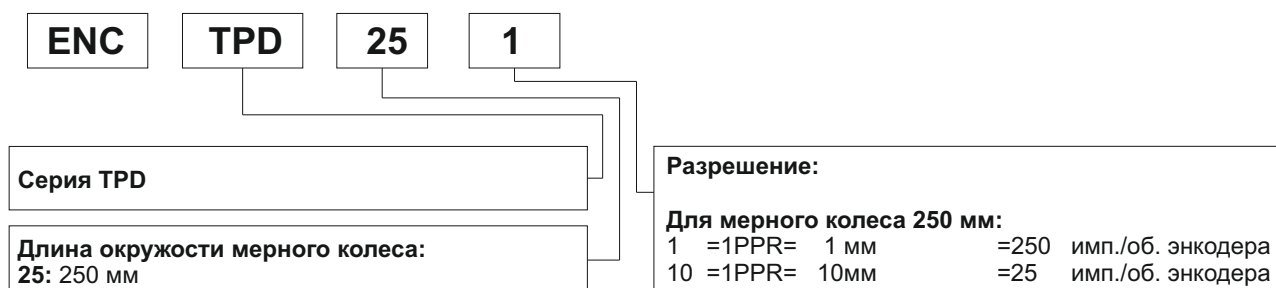 ENC TPD 25 1
Серия TPD
Длина окружости мерного колеса:
25: 250 мм
Разрешение:
Для мерного колеса 250 мм:
1 =1PPR= 1 мм =250 имп./об. энкодера
10 =1PPR= 10мм =25 имп./об. энкодера